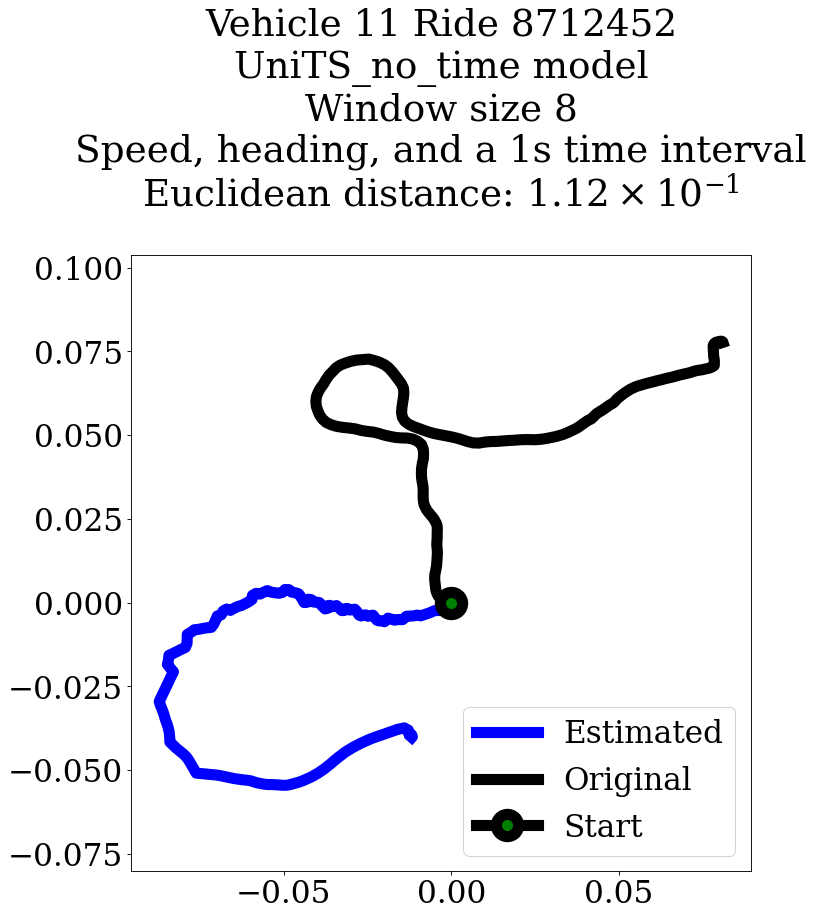 Vehicle 11 Ride 8712452
UniTS_no_time model
Window size 8
Speed, heading, and a 1s time interval
Euclidean distance: 1.12 × 10⁻¹
0.100
0.075
0.050
0.025
0.000
−0.025
−0.050
−0.075
−0.05
0.00
0.05
Estimated
Original
Start